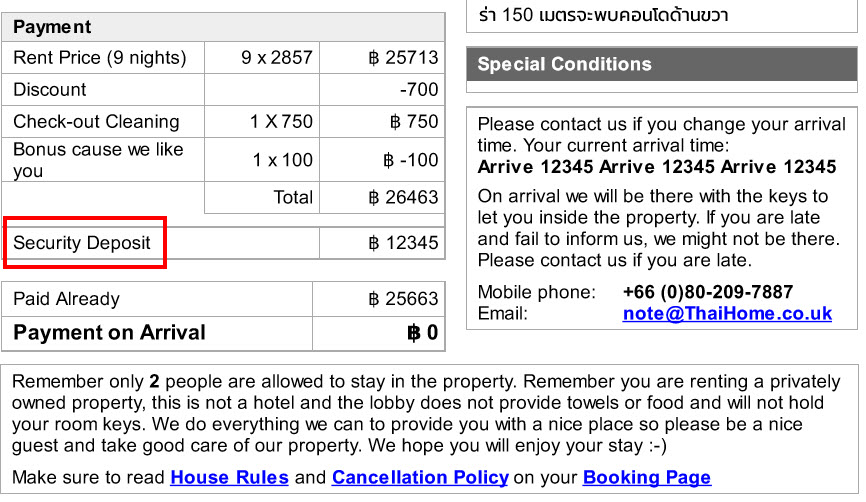 Payment
Rent Price (9 nights) 9 x 2857 ฿ 25713
Discount -700
Check-out Cleaning 1 X 750 ฿ 750
Bonus cause we like
you 1 x 100 ฿ -100
Total ฿ 26463
Security Deposit ฿ 12345
Paid Already ฿ 25663
Payment on Arrival ฿ 0
ร่า 150 เมตรจะพบคอนโดด้านขวา
Special Conditions
Please contact us if you change your arrival
time. Your current arrival time:
Arrive 12345 Arrive 12345 Arrive 12345
On arrival we will be there with the keys to
let you inside the property. If you are late
and fail to inform us, we might not be there.
Please contact us if you are late.
Mobile phone: +66 (0)80-209-7887
Email: note@ThaiHome.co.uk
Remember only 2 people are allowed to stay in the property. Remember you are renting a privately
owned property, this is not a hotel and the lobby does not provide towels or food and will not hold
your room keys. We do everything we can to provide you with a nice place so please be a nice
guest and take good care of our property. We hope you will enjoy your stay :-)
Make sure to read House Rules and Cancellation Policy on your Booking Page